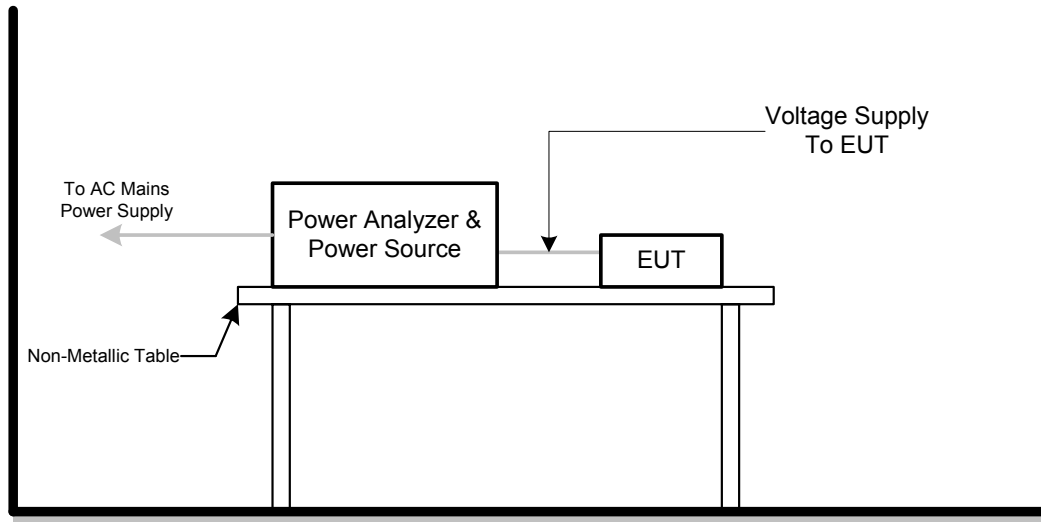 Voltage Supply
To EUT
To AC Mains
Power Supply
Power Analyzer &
Power Source
EUT
Non-Metallic Table